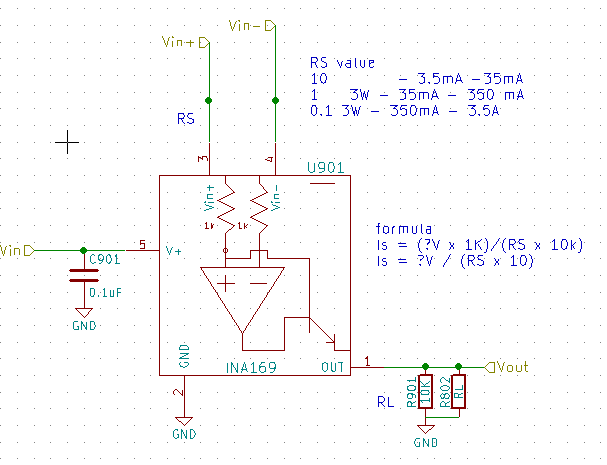 Vin-
Vin+
RS value
10 - 3.5mA -35mA
1 3W - 35mA - 350 mA
0.1 3W - 350mA - 3.5A
RS
3
4
U901
Vin+
Vin-
1k
1k
formula
Is = (?V x 1K)/(RS x 10k)
Is = ?V / (RS x 10)
Vin
5
V+
C901
0.1uF
GND
GND
INA169
OUT
1
Vout
2
GND
RL
R901
10K
R802
RL
GND